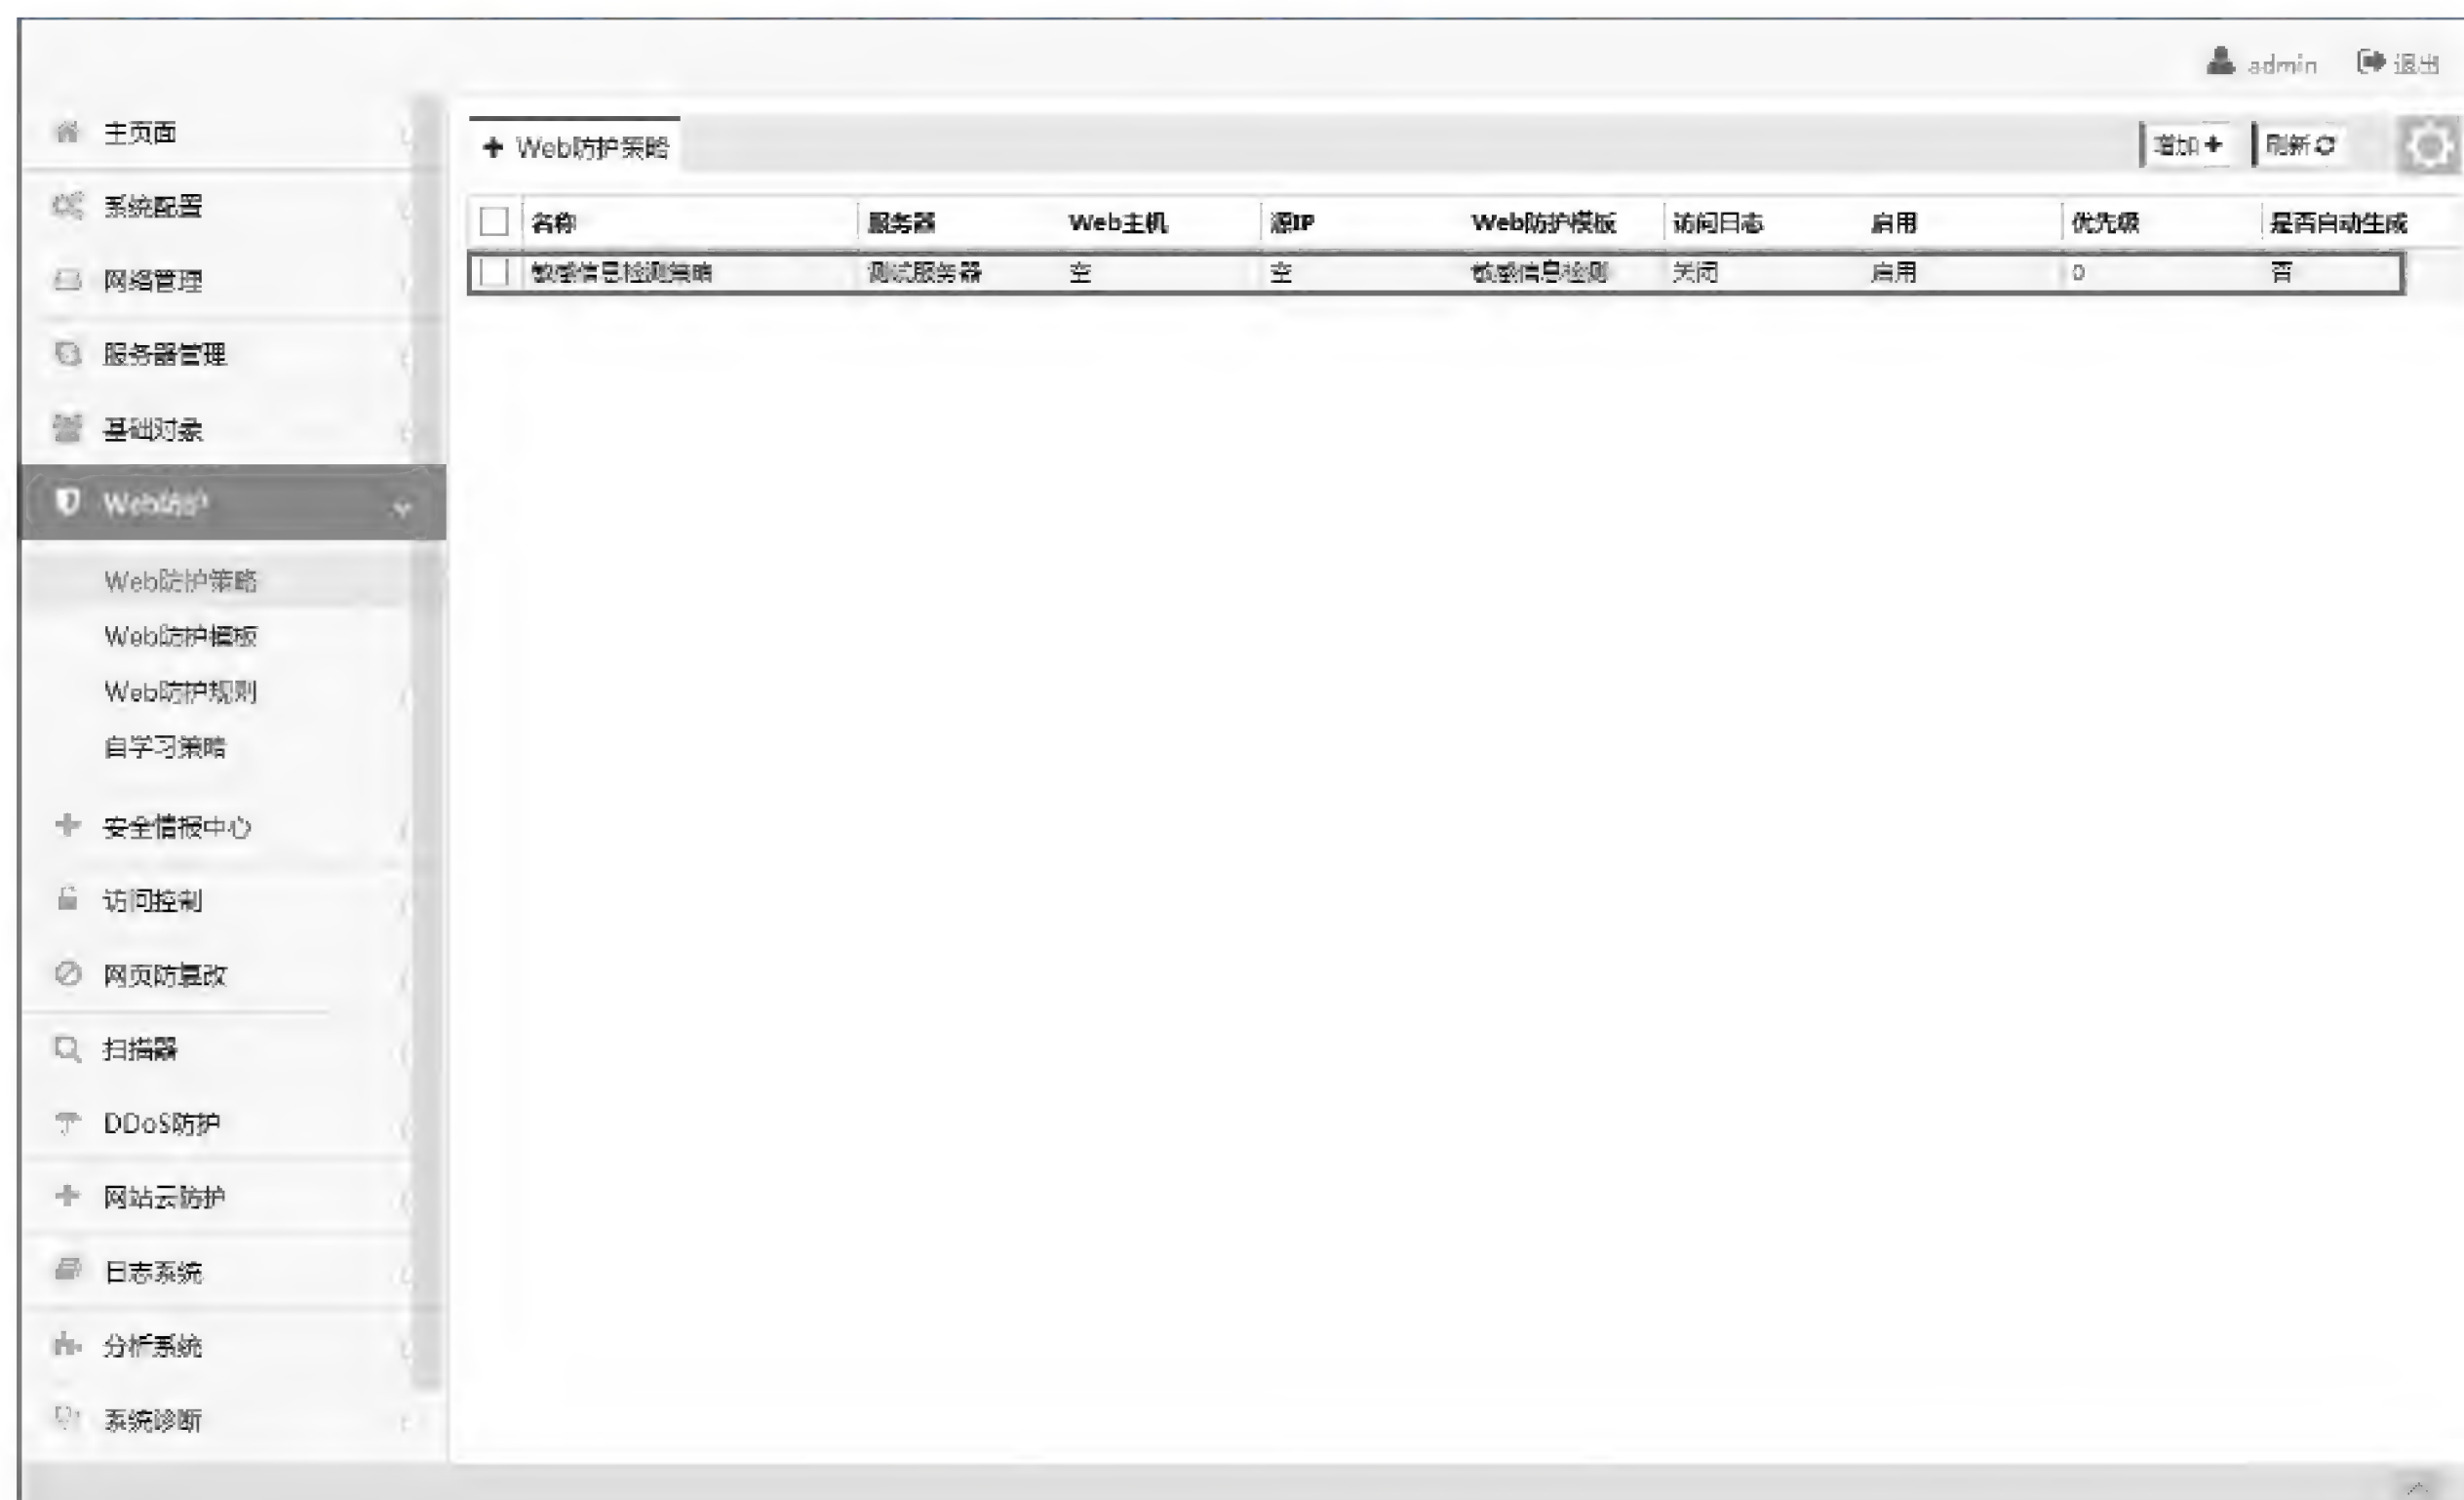 admin 退出
主页面
系统配置
网络管理
服务器管理
基础对象
Web防护
Web防护策略
Web防护模板
Web防护规则
自学习策略
安全情报中心
访问控制
网页防篡改
扫描器
DDoS防护
网站云防护
日志系统
分析系统
系统诊断
Web防护策略 增加 刷新
名称 服务器 Web主机 源IP Web防护模板 访问日志 启用 优先级 是否自动生成
敏感信息检测策略 测试服务器 空 空 敏感信息检测 关闭 启用 0 否